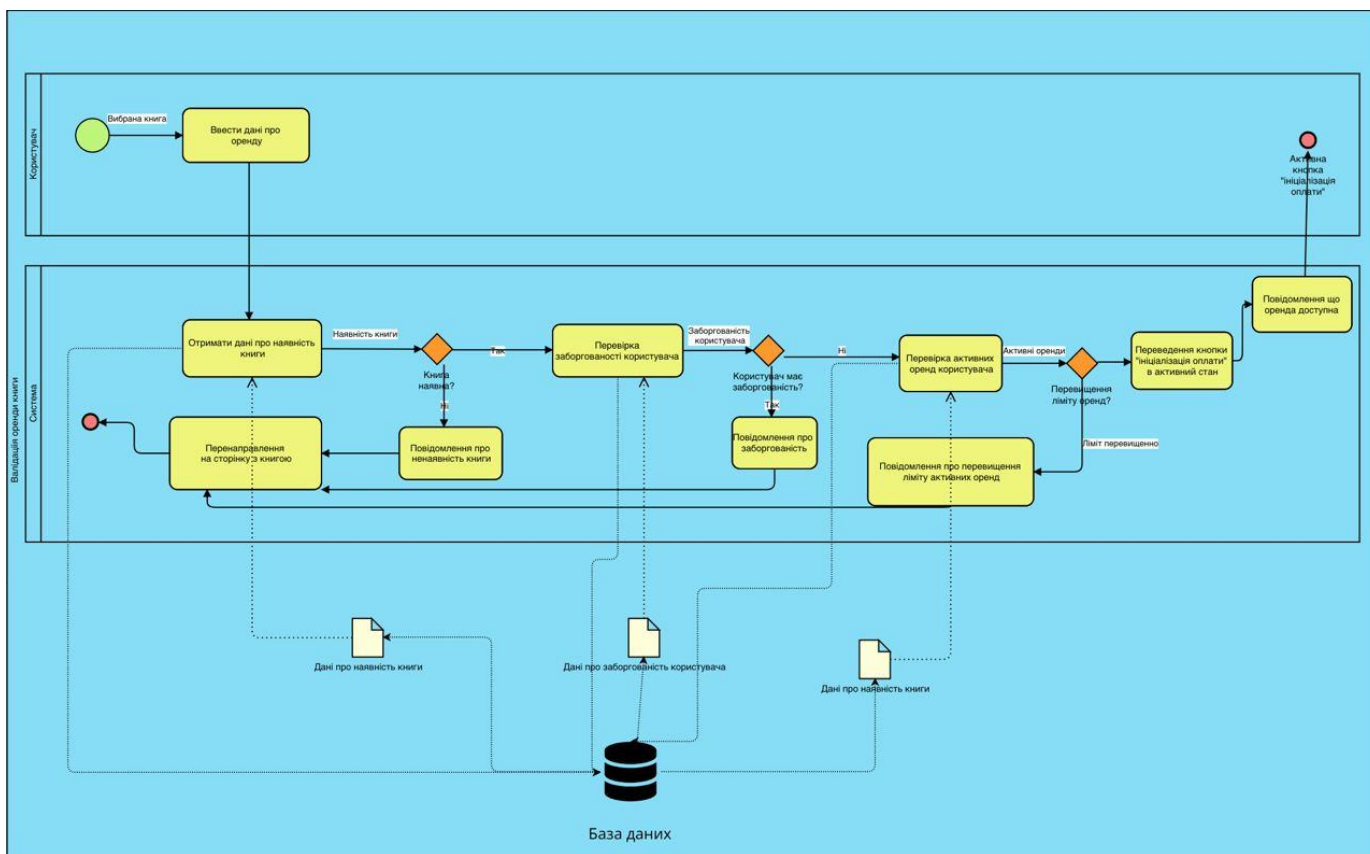 Користувач
Вибрана книга
Ввести дані про
оренду
Активна
кнопка
"ініціалізація
оплати"
Валідація оренди книги
Система
Отримати дані про наявність
книги
Наявність книги
Книга
наявна?
Так
Ні
Перевірка
заборгованості користувача
Заборгованість
користувача
Користувач має
заборгованість?
Ні
Так
Перевірка активних
оренд користувача
Активні оренди
Перевищення
ліміту оренд?
Переведення кнопки
"ініціалізація оплати"
в активний стан
Повідомлення що
оренда доступна
Перенаправлення
на сторінку з книгою
Повідомлення про
ненаявність книги
Повідомлення про
заборгованість
Повідомлення про перевищення
ліміту активних оренд
Ліміт перевищенно
Дані про наявність книги
Дані про заборгованість користувача
Дані про наявність книги
База даних